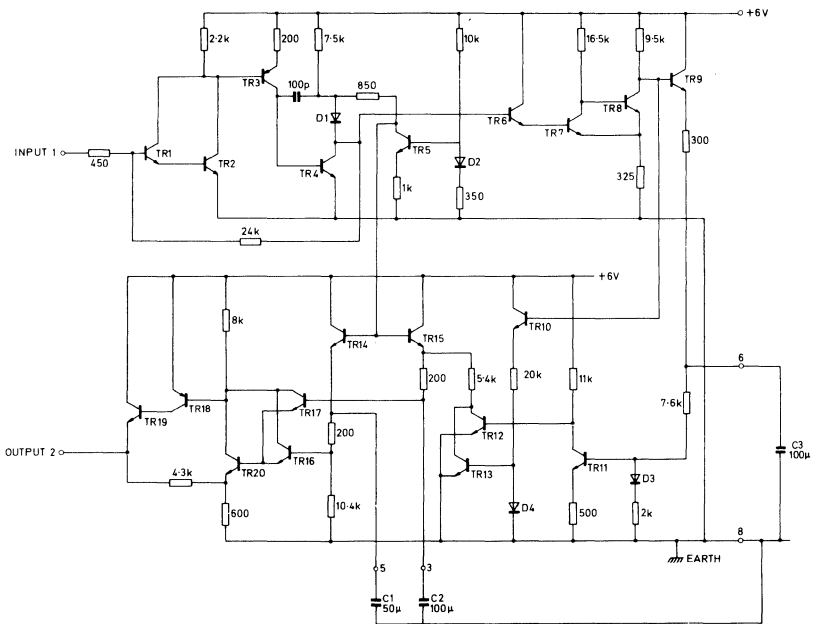 +6V
2·2k
200
7·5k
10k
16·5k
9·5k
TR3
TR9
100p
850
TR8
D1
TR6
TR7
300
INPUT 1
450
TR1
TR2
TR4
TR5
D2
325
1k
350
24k
+6V
8k
TR14
TR15
TR10
6
200
5·4k
20k
11k
7·6k
TR18
TR17
TR19
TR12
C3
100µ
OUTPUT 2
200
TR20
TR16
TR13
TR11
D3
4·3k
600
10·4k
D4
500
2k
8
EARTH
5
3
C1
50µ
C2
100µ